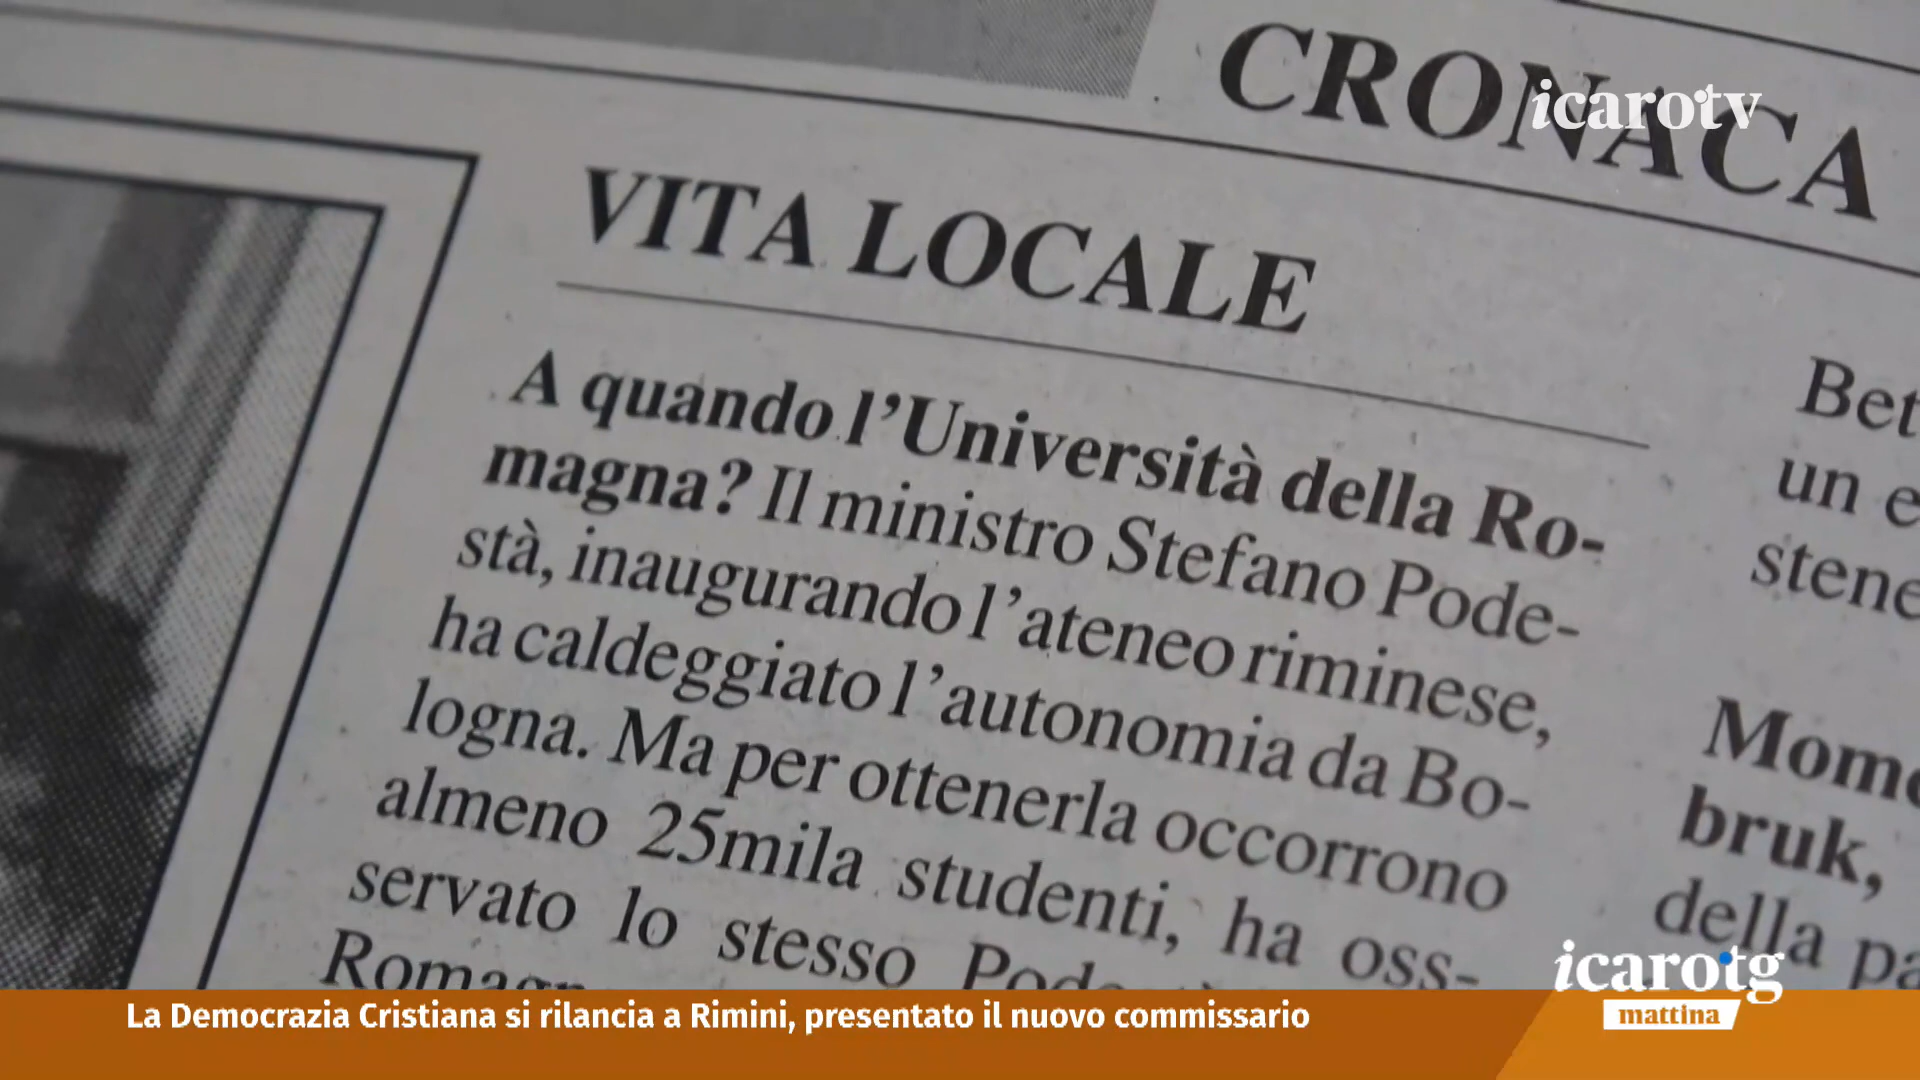 CRONACA
icarotv
VITA LOCALE
A quando l'Università della Ro-
magna? Il ministro Stefano Pode-
stà, inaugurando l'ateneo riminese,
ha caldeggiato l'autonomia da Bo-
logna. Ma per ottenerla occorrono
almeno 25mila studenti, ha oss-
servato lo stesso
Bet
un e
stene
Mome
bruk,
della pa
icarotg
mattina
La Democrazia Cristiana si rilancia a Rimini, presentato il nuovo commissario